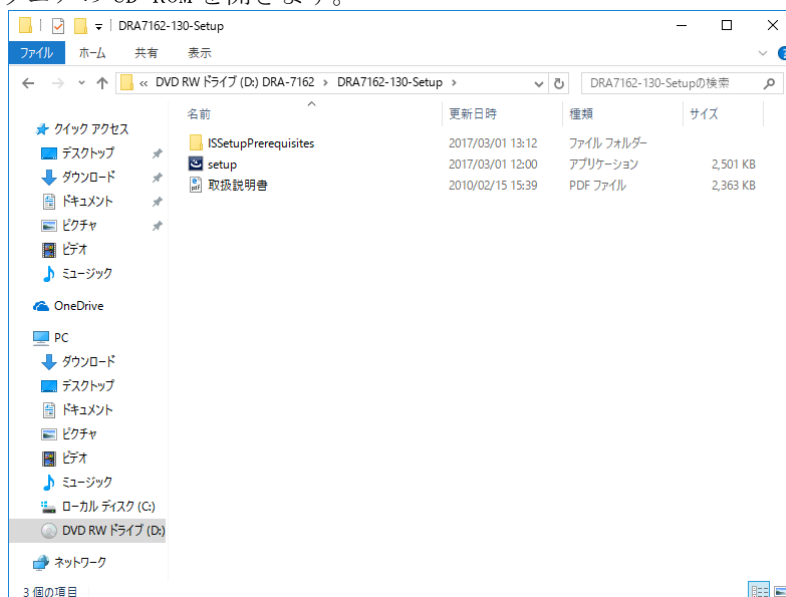 CD-ROM を開きます。
DRA7162-130-Setup
ファイル ホーム 共有 表示
« DVD RW ドライブ (D:) DRA-7162 › DRA7162-130-Setup › DRA7162-130-Setupの検索
名前 更新日時 種類 サイズ
ISSetupPrerequisites 2017/03/01 13:12 ファイル フォルダー
setup 2017/03/01 12:00 アプリケーション 2,501 KB
取扱説明書 2010/02/15 15:39 PDF ファイル 2,363 KB
クイック アクセス
デスクトップ
ダウンロード
ドキュメント
ピクチャ
ビデオ
ミュージック
OneDrive
PC
ダウンロード
デスクトップ
ドキュメント
ピクチャ
ビデオ
ミュージック
ローカル ディスク (C:)
DVD RW ドライブ (D:)
ネットワーク
3 個の項目